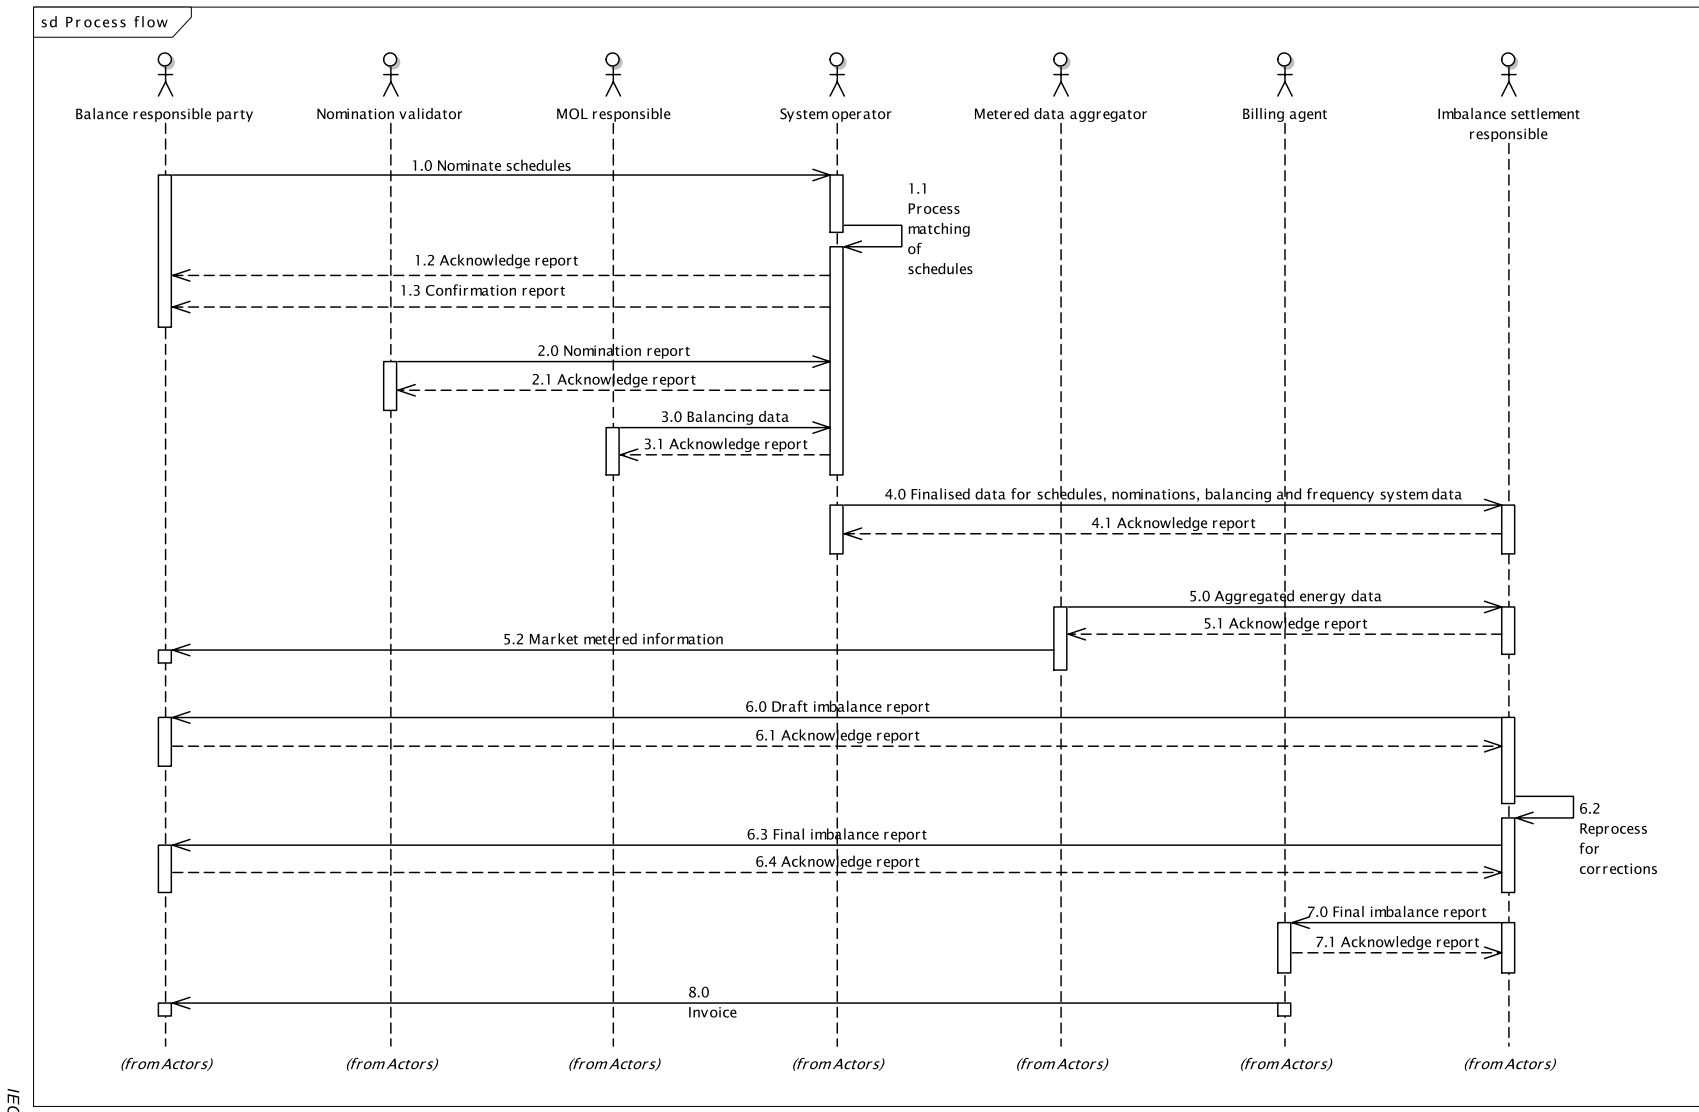 sd Process flow
Balance responsible party
Nomination validator
MOL responsible
System operator
Metered data aggregator
Billing agent
Imbalance settlement
responsible
1.0 Nominate schedules
1.1
Process
matching
of
schedules
1.2 Acknowledge report
1.3 Confirmation report
2.0 Nomination report
2.1 Acknowledge report
3.0 Balancing data
3.1 Acknowledge report
4.0 Finalised data for schedules, nominations, balancing and frequency system data
4.1 Acknowledge report
5.0 Aggregated energy data
5.1 Acknowledge report
5.2 Market metered information
6.0 Draft imbalance report
6.1 Acknowledge report
6.2
Reprocess
for
corrections
6.3 Final imbalance report
6.4 Acknowledge report
7.0 Final imbalance report
7.1 Acknowledge report
8.0
Invoice
(from Actors)
(from Actors)
(from Actors)
(from Actors)
(from Actors)
(from Actors)
(from Actors)